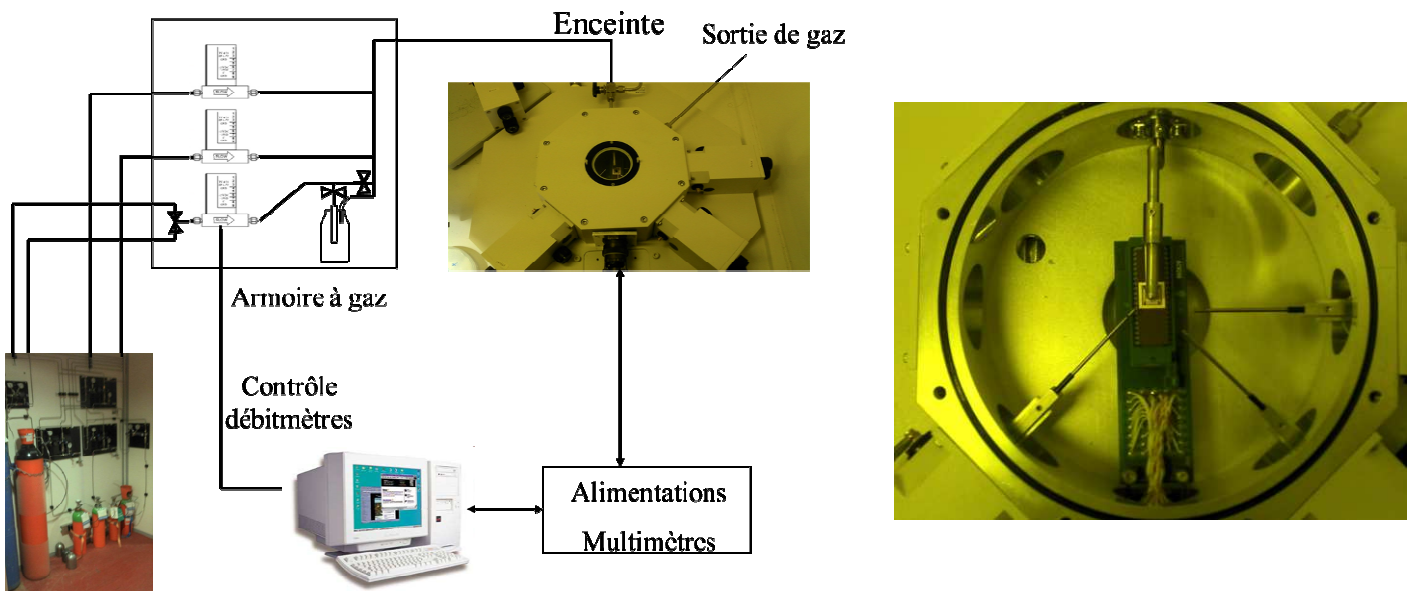 Enceinte
Sortie de gaz
Armoire à gaz
Contrôle
débitmètres
Alimentations
Multimètres